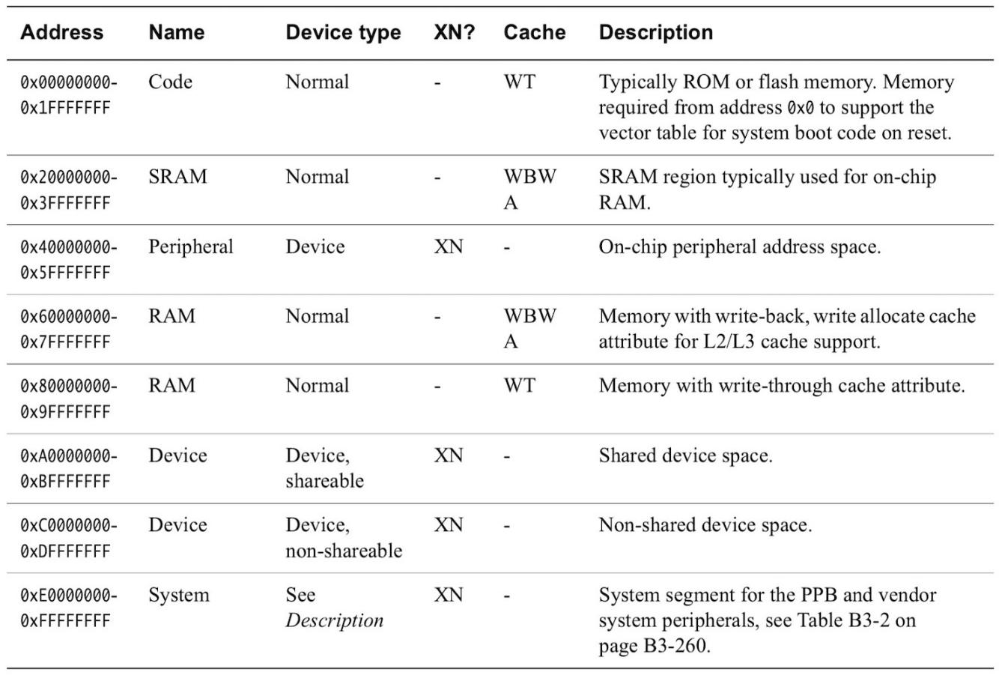 Address Name Device type XN? Cache Description
0x00000000- Code Normal - WT Typically ROM or flash memory. Memory
0x1FFFFFFF required from address 0x0 to support the
vector table for system boot code on reset.
0x20000000- SRAM Normal - WBW SRAM region typically used for on-chip
0x3FFFFFFF A RAM.
0x40000000- Peripheral Device XN - On-chip peripheral address space.
0x5FFFFFFF
0x60000000- RAM Normal - WBW Memory with write-back, write allocate cache
0x7FFFFFFF A attribute for L2/L3 cache support.
0x80000000- RAM Normal - WT Memory with write-through cache attribute.
0x9FFFFFFF
0xA0000000- Device Device, XN - Shared device space.
0xBFFFFFFF shareable
0xC0000000- Device Device, XN - Non-shared device space.
0xDFFFFFFF non-shareable
0xE0000000- System See XN - System segment for the PPB and vendor
0xFFFFFFFF Description system peripherals, see Table B3-2 on
page B3-260.